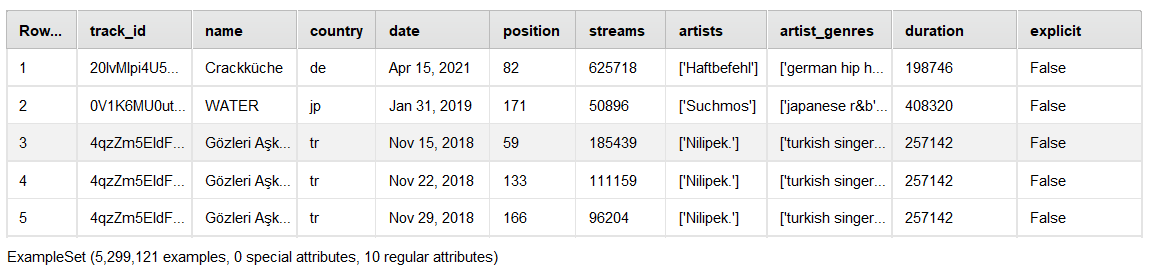 Row... track_id name country date position streams artists artist_genres duration explicit
1 20lvMlpi4U5... Crackküche de Apr 15, 2021 82 625718 ['Haftbefehl'] ['german hip h... 198746 False
2 0V1K6MU0ut... WATER jp Jan 31, 2019 171 50896 ['Suchmos'] ['japanese r&b'... 408320 False
3 4qzZm5EldF... Gözleri Aşk... tr Nov 15, 2018 59 185439 ['Nilipek.'] ['turkish singer... 257142 False
4 4qzZm5EldF... Gözleri Aşk... tr Nov 22, 2018 133 111159 ['Nilipek.'] ['turkish singer... 257142 False
5 4qzZm5EldF... Gözleri Aşk... tr Nov 29, 2018 166 96204 ['Nilipek.'] ['turkish singer... 257142 False
ExampleSet (5,299,121 examples, 0 special attributes, 10 regular attributes)